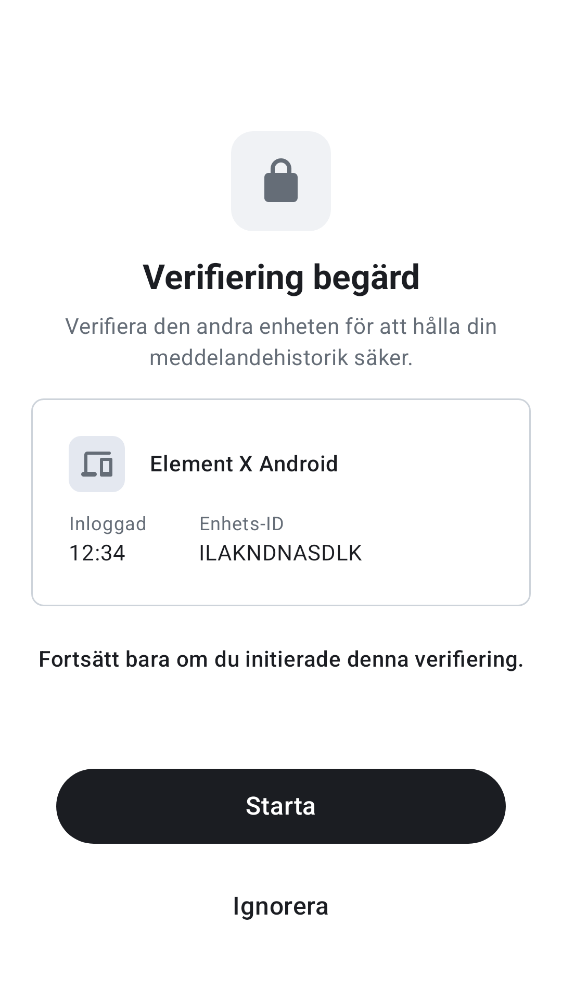 Verifiering begärd
Verifiera den andra enheten för att hålla din
meddelandehistorik säker.
Element X Android
Inloggad
Enhets-ID
12:34
ILAKNDNASDLK
Fortsätt bara om du initierade denna verifiering.
Starta
Ignorera